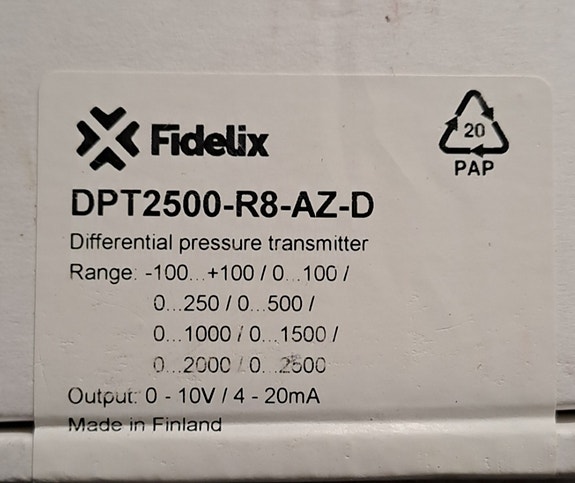 Fidelix
20
PAP
DPT2500-R8-AZ-D
Differential pressure transmitter
Range: -100...+100 / 0...100 /
0...250 / 0...500 /
0...1000 / 0...1500 /
0...2000 / 0...2500
Output: 0 - 10V / 4 - 20mA
Made in Finland